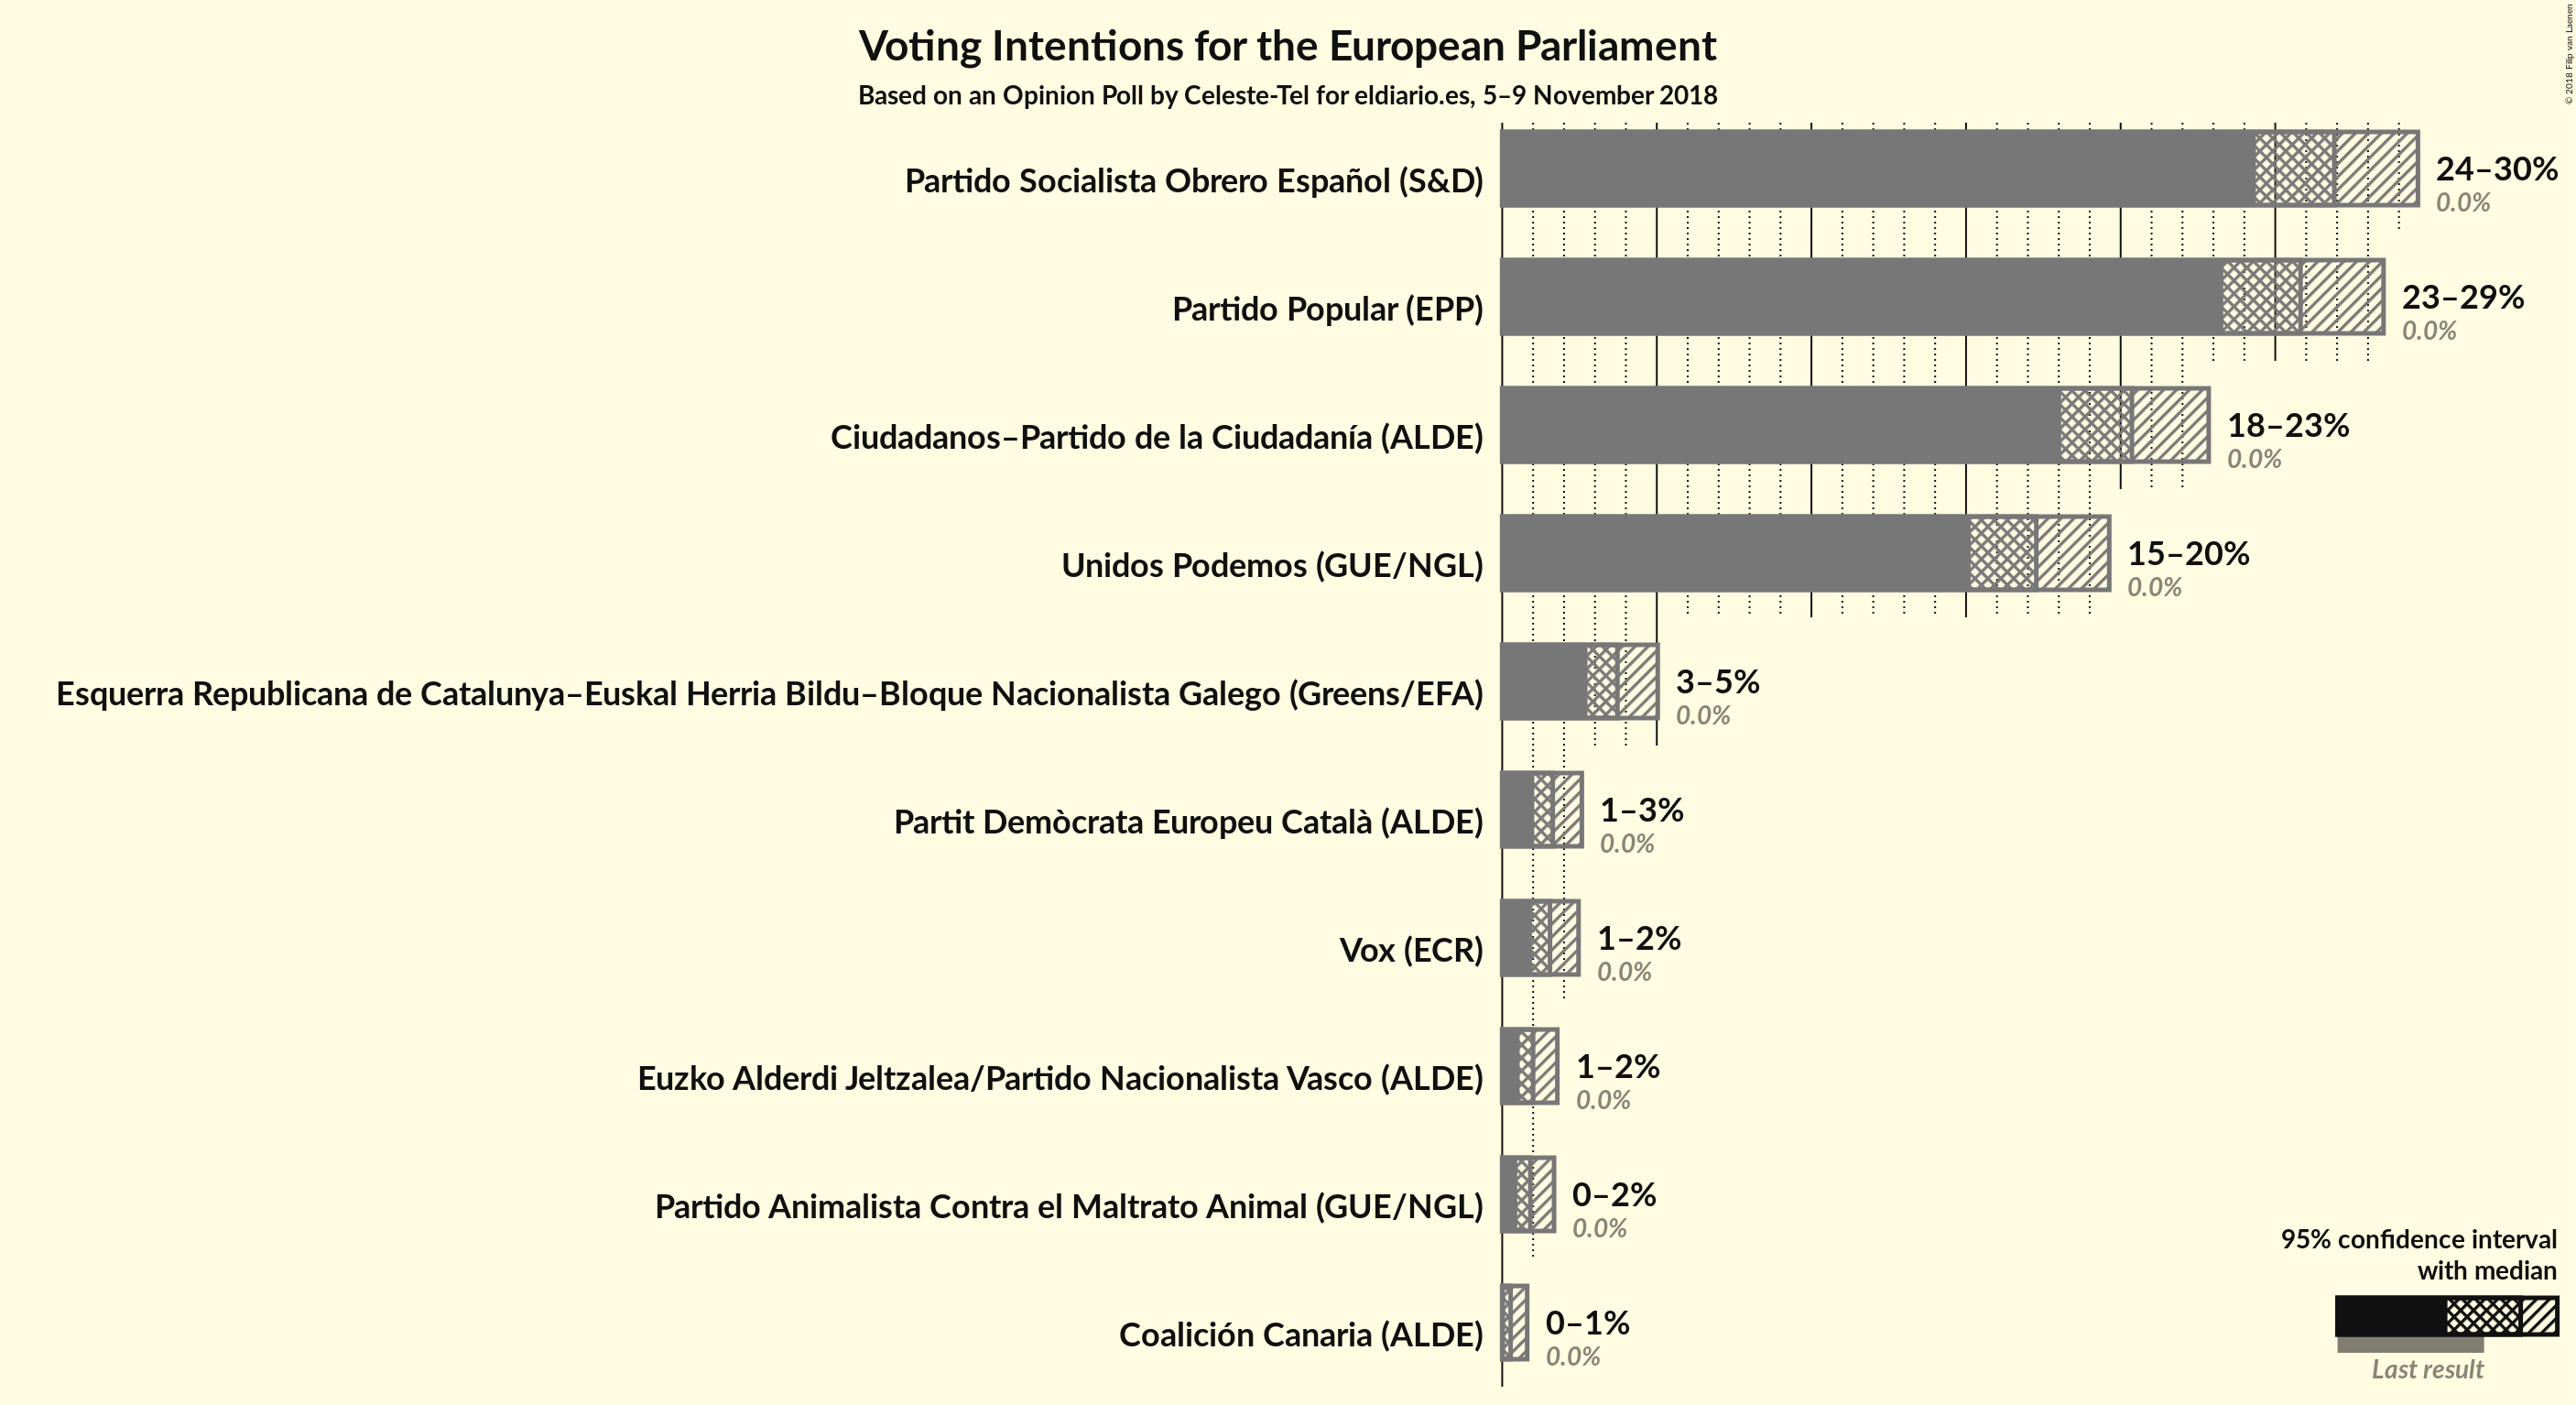 Voting Intentions for the European Parliament
Based on an Opinion Poll by Celeste-Tel for eldiario.es, 5–9 November 2018
© 2018 Filip van Laenen
Partido Socialista Obrero Español (S&D)
24–30%
0.0%
Partido Popular (EPP)
23–29%
0.0%
Ciudadanos–Partido de la Ciudadanía (ALDE)
18–23%
0.0%
Unidos Podemos (GUE/NGL)
15–20%
0.0%
Esquerra Republicana de Catalunya–Euskal Herria Bildu–Bloque Nacionalista Galego (Greens/EFA)
3–5%
0.0%
Partit Demòcrata Europeu Català (ALDE)
1–3%
0.0%
Vox (ECR)
1–2%
0.0%
Euzko Alderdi Jeltzalea/Partido Nacionalista Vasco (ALDE)
1–2%
0.0%
Partido Animalista Contra el Maltrato Animal (GUE/NGL)
0–2%
0.0%
Coalición Canaria (ALDE)
0–1%
0.0%
95% confidence interval
with median
Last result